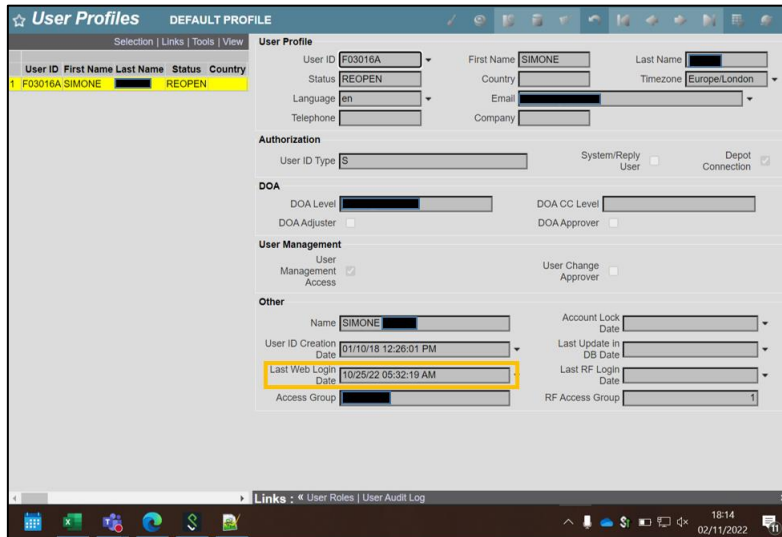 User Profiles DEFAULT PROFILE
Selection | Links | Tools | View
User ID First Name Last Name Status Country
1 F03016A SIMONE REOPEN
User Profile
User ID F03016A First Name SIMONE Last Name
Status REOPEN Country Timezone Europe/London
Language en Email
Telephone Company
Authorization
User ID Type S System/Reply User Depot Connection
DOA
DOA Level DOA CC Level
DOA Adjuster DOA Approver
User Management
User Management Access User Change Approver
Other
Name SIMONE Account Lock Date
User ID Creation Date 01/10/18 12:26:01 PM Last Update in DB Date
Last Web Login Date 10/25/22 05:32:19 AM Last RF Login Date
Access Group RF Access Group 1
Links : « User Roles | User Audit Log
18:14
02/11/2022